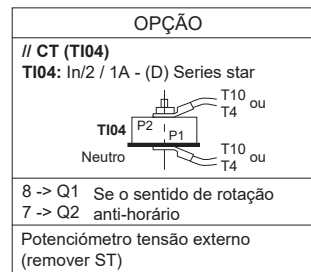 OPÇÃO
// CT (TI04)
TI04: In/2 / 1A - (D) Series star
T10 ou
T4
TI04 P2 P1
Neutro
T10 ou
T4
8 -> Q1 Se o sentido de rotação
7 -> Q2 anti-horário
Potenciómetro tensão externo
(remover ST)